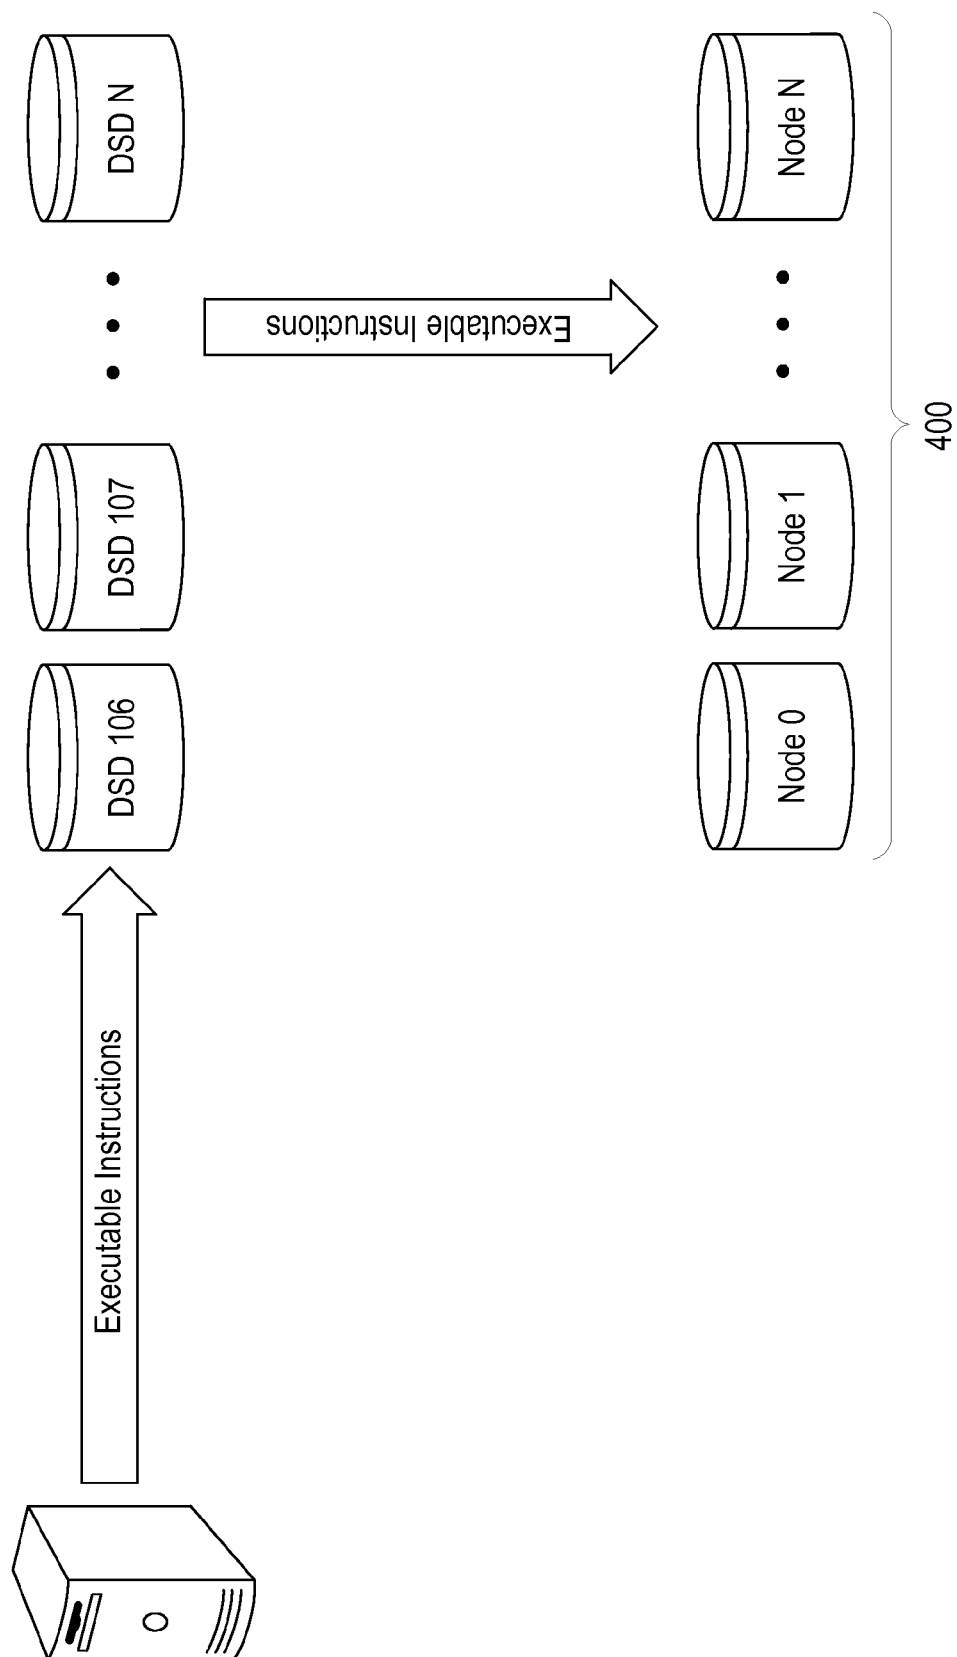 Executable Instructions
DSD 106
DSD 107
DSD N
Executable Instructions
Node 0
Node 1
Node N
400